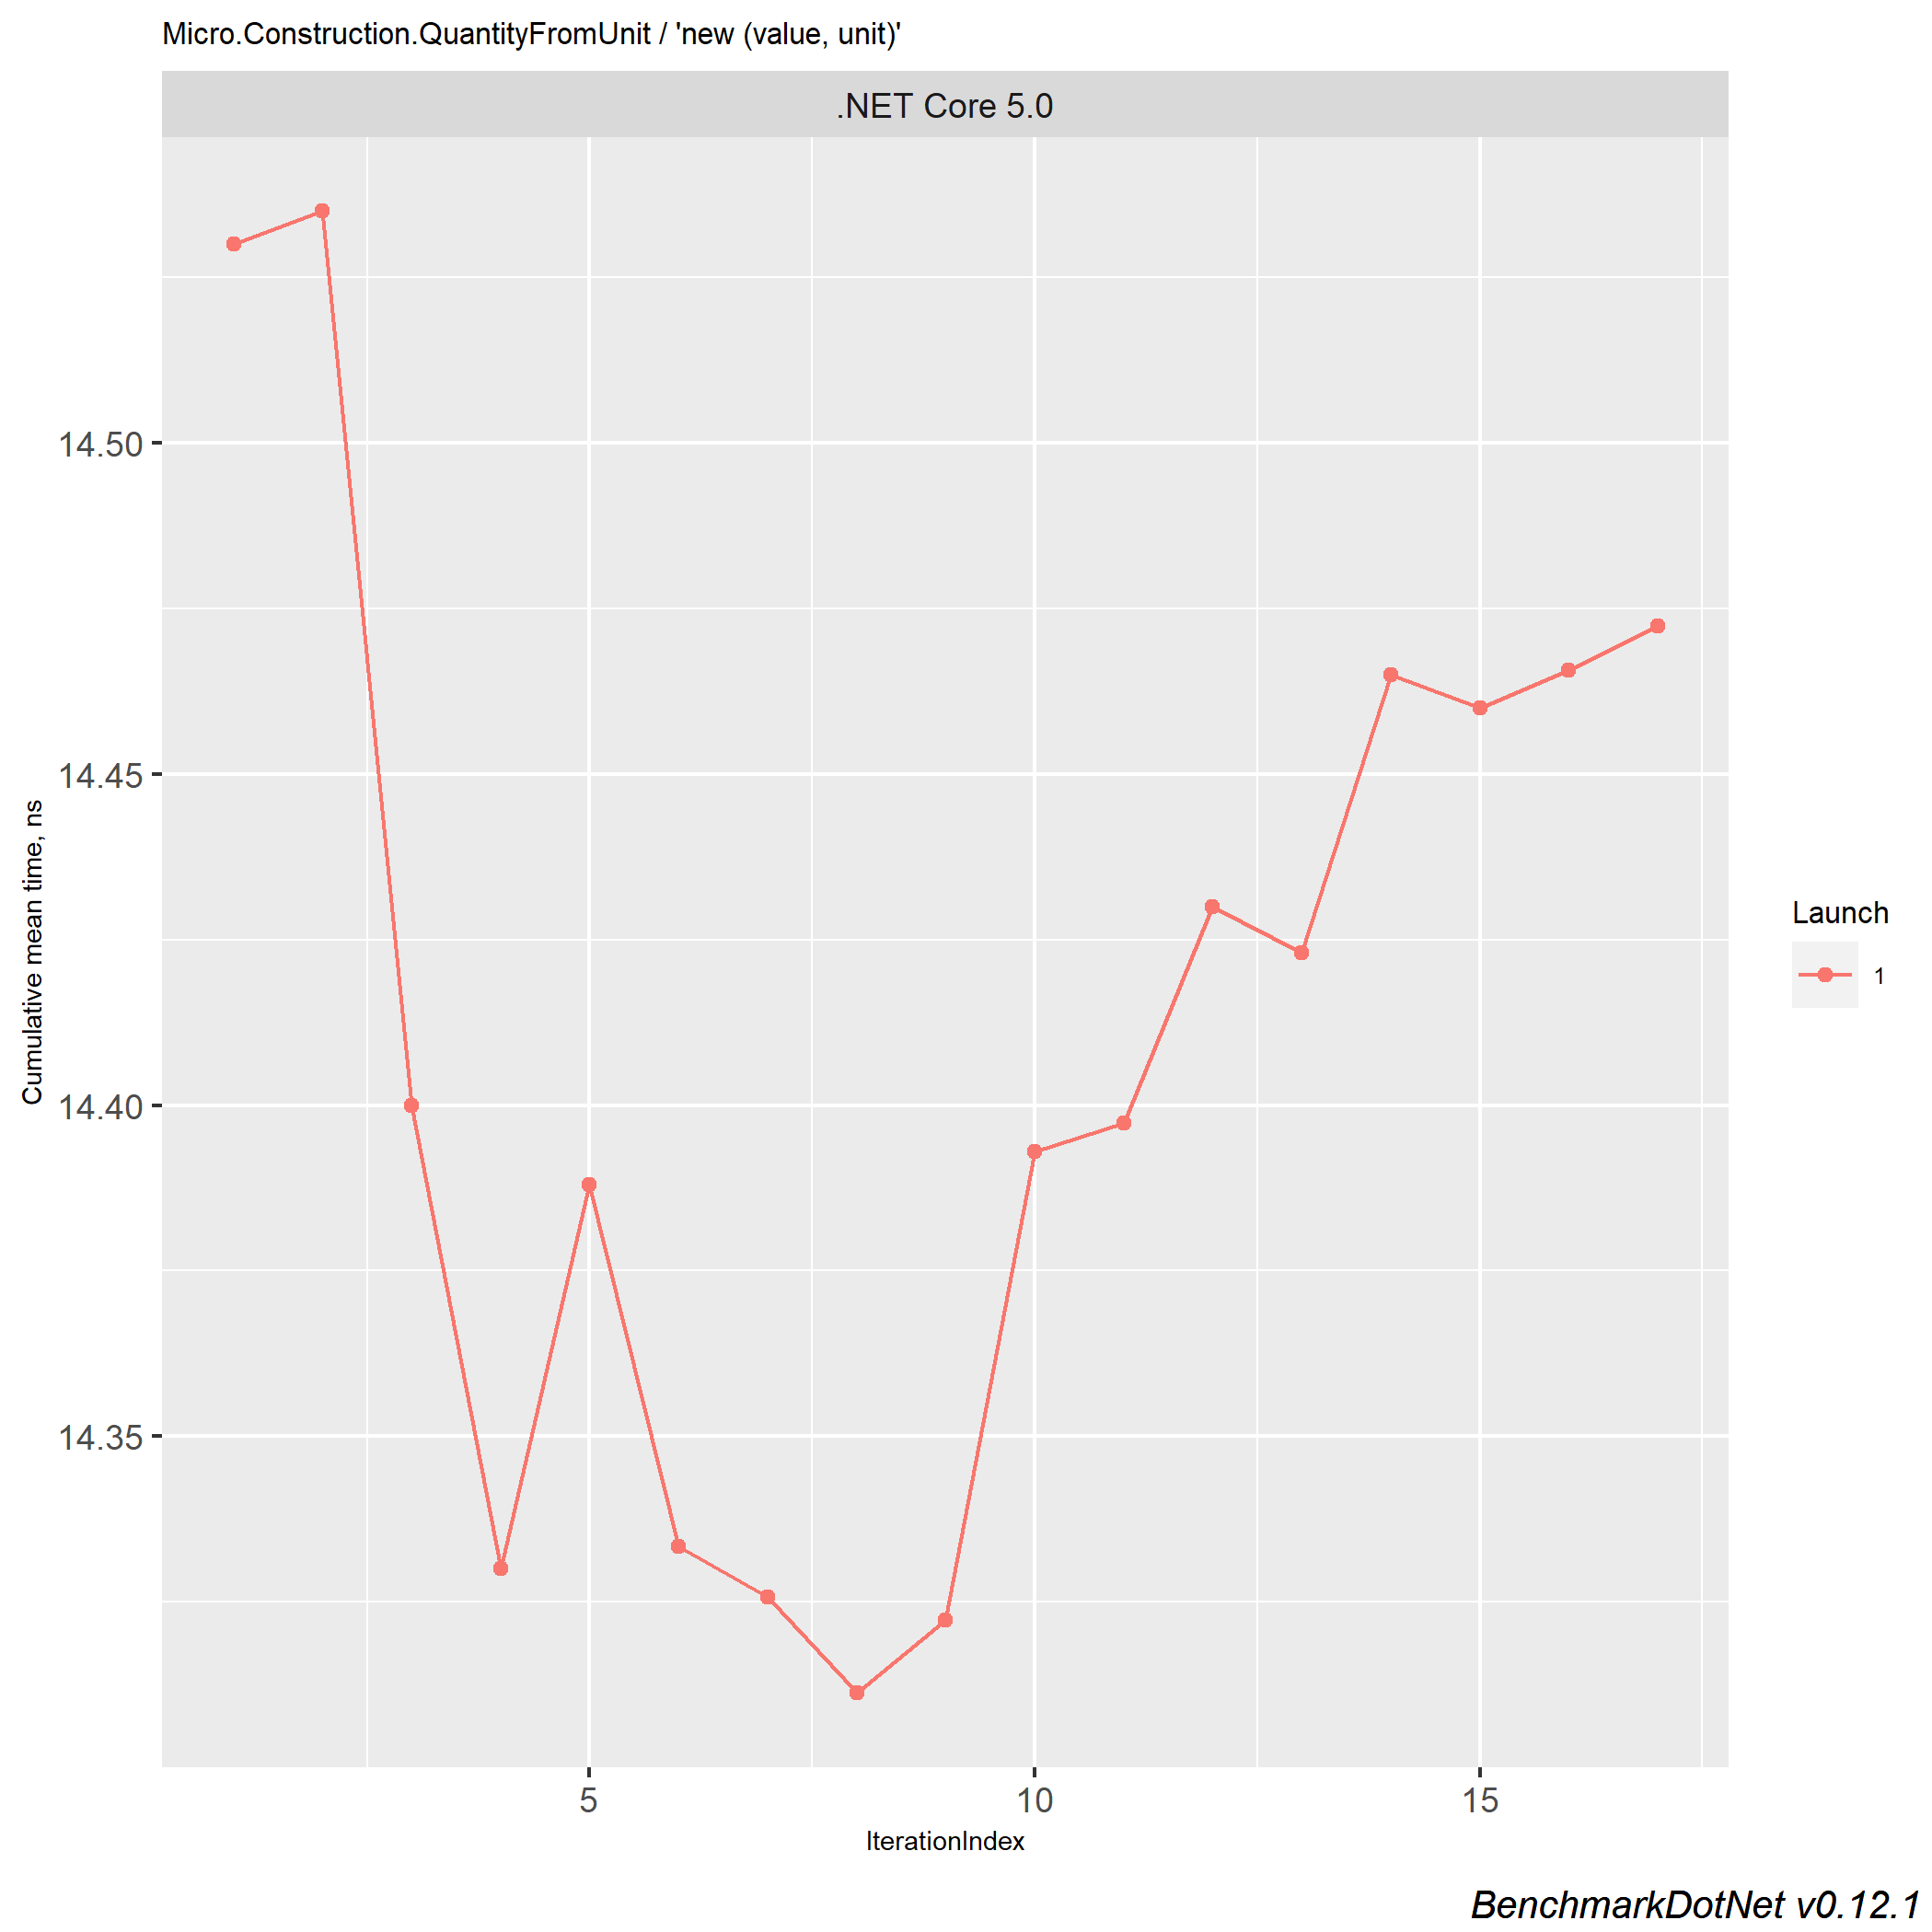 Micro.Construction.QuantityFromUnit / 'new (value, unit)'
.NET Core 5.0
14.50
14.45
14.40
14.35
Cumulative mean time, ns
5
10
15
IterationIndex
Launch
1
BenchmarkDotNet v0.12.1